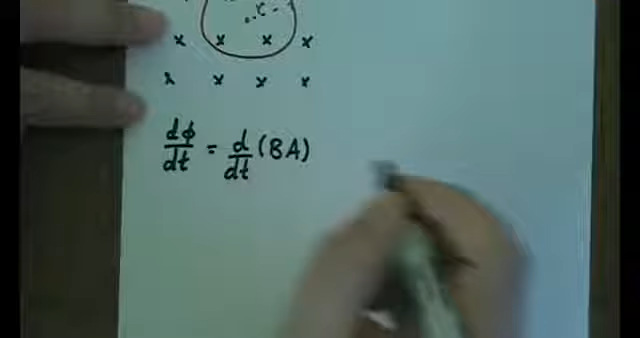 . r -
x x x x
x x x x
dϕ/dt = d/dt (BA)